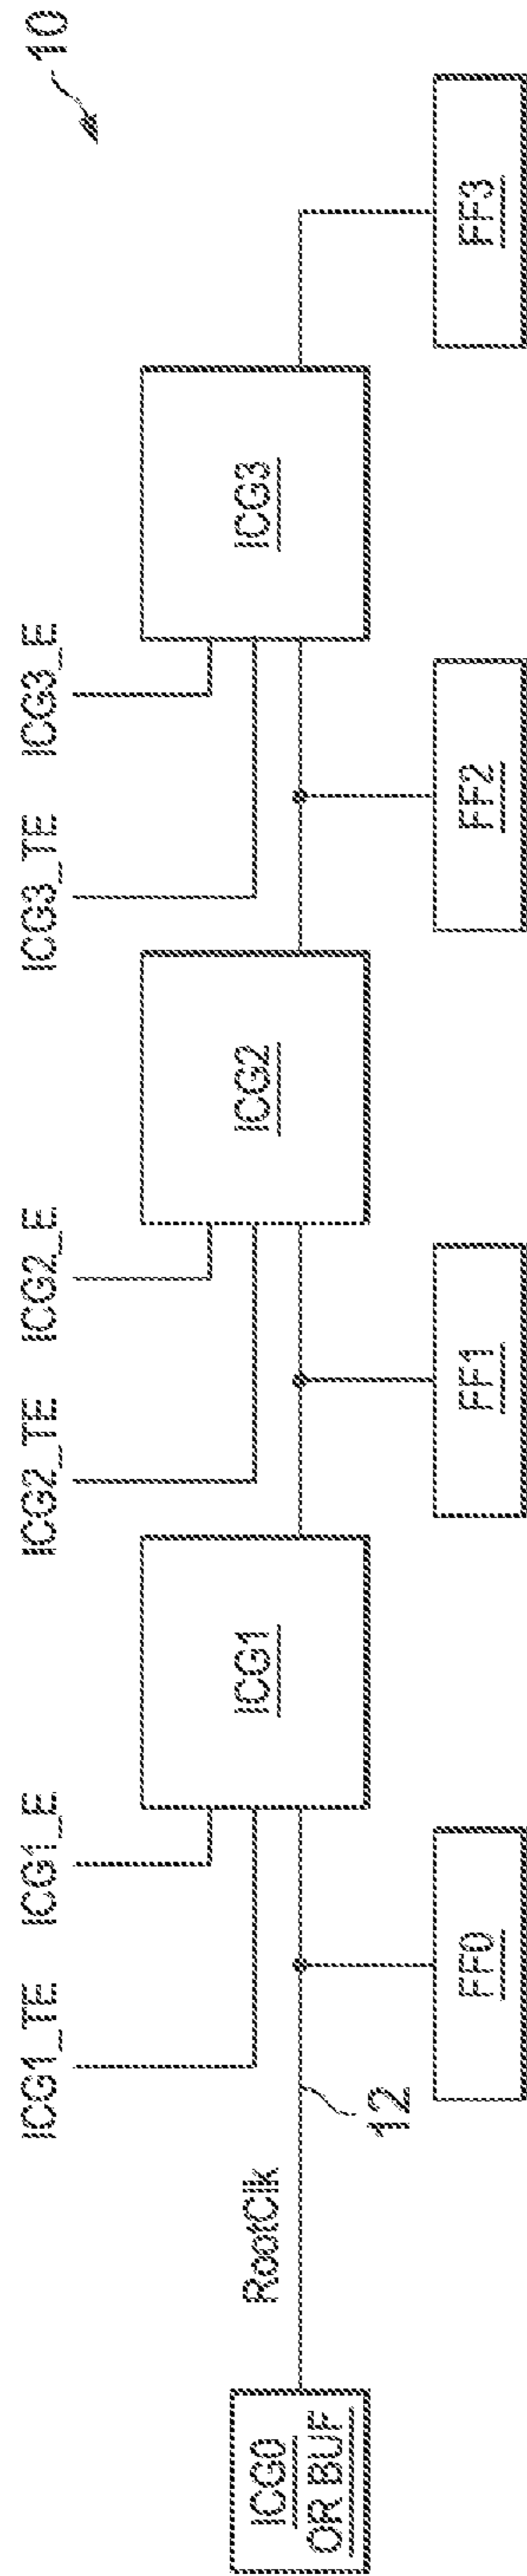 10
ICG1_TE
ICG1_E
ICG2_TE
ICG2_E
ICG3_TE
ICG3_E
ICG0
OR BUF
RootClk
12
ICG1
ICG2
ICG3
FF0
FF1
FF2
FF3